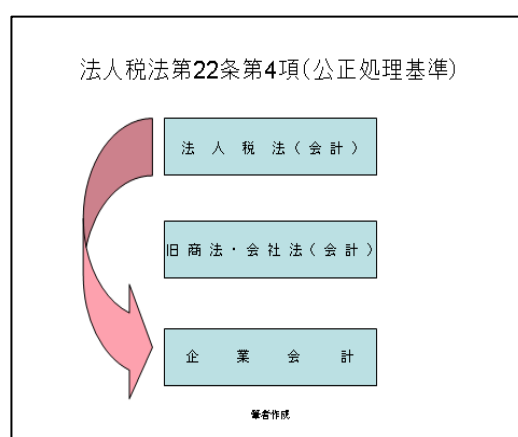 法人税法第22条第4項(公正処理基準)
法人税法(会計)
旧商法・会社法(会計)
企業会計
筆者作成